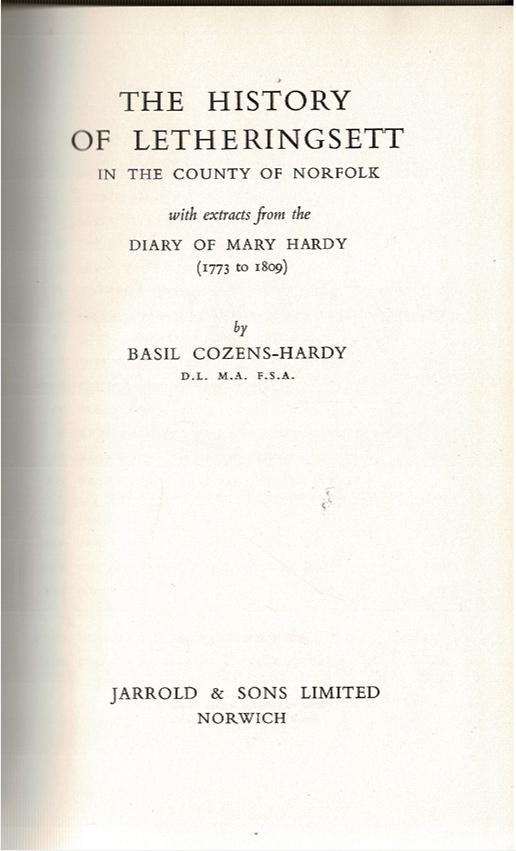 THE HISTORY
OF LETHERINGSETT
IN THE COUNTY OF NORFOLK
with extracts from the
DIARY OF MARY HARDY
(1773 to 1809)
by
BASIL COZENS-HARDY
D.L. M.A. F.S.A.
JARROLD & SONS LIMITED
NORWICH